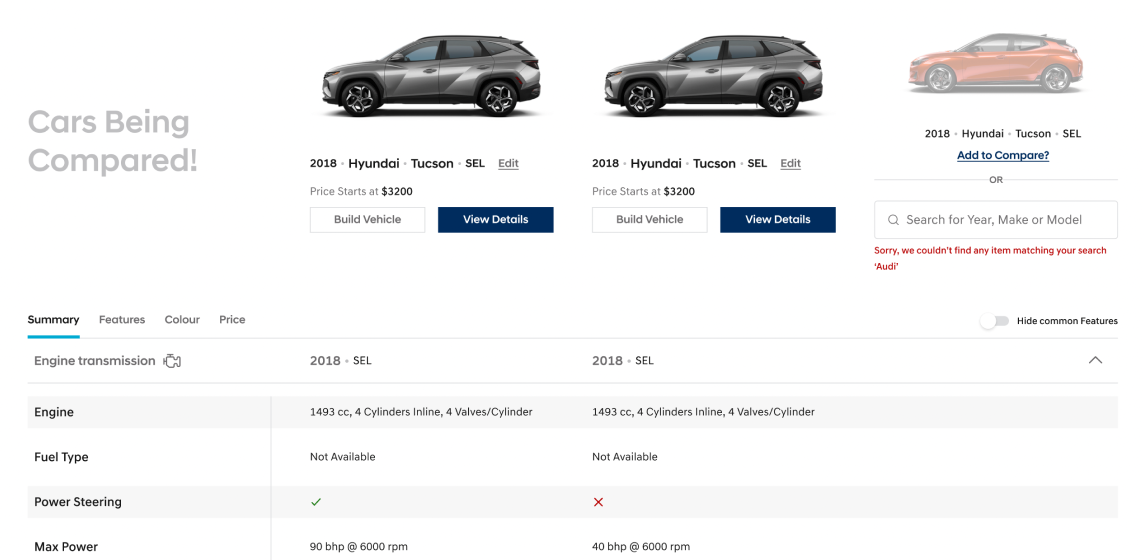 Cars Being
Compared!
2018 • Hyundai • Tucson • SEL Edit
Price Starts at $3200
Build Vehicle
View Details
2018 • Hyundai • Tucson • SEL Edit
Price Starts at $3200
Build Vehicle
View Details
2018 • Hyundai • Tucson • SEL
Add to Compare?
OR
Search for Year, Make or Model
Sorry, we couldn't find any item matching your search
‘Audi’
Summary Features Colour Price
Hide common Features
Engine transmission 2018 • SEL 2018 • SEL
Engine 1493 cc, 4 Cylinders Inline, 4 Valves/Cylinder 1493 cc, 4 Cylinders Inline, 4 Valves/Cylinder
Fuel Type Not Available Not Available
Power Steering
Max Power 90 bhp @ 6000 rpm 40 bhp @ 6000 rpm